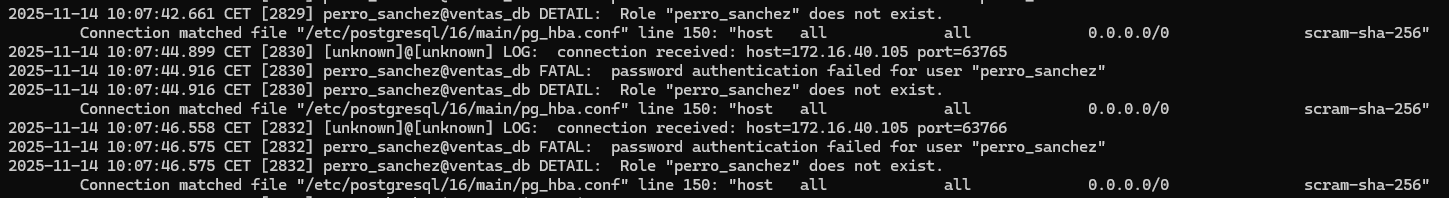 2025-11-14 10:07:42.661 CET [2829] perro_sanchez@ventas_db DETAIL:  Role "perro_sanchez" does not exist.
        Connection matched file "/etc/postgresql/16/main/pg_hba.conf" line 150: "host   all             all             0.0.0.0/0               scram-sha-256"
2025-11-14 10:07:44.899 CET [2830] [unknown]@[unknown] LOG:  connection received: host=172.16.40.105 port=63765
2025-11-14 10:07:44.916 CET [2830] perro_sanchez@ventas_db FATAL:  password authentication failed for user "perro_sanchez"
2025-11-14 10:07:44.916 CET [2830] perro_sanchez@ventas_db DETAIL:  Role "perro_sanchez" does not exist.
        Connection matched file "/etc/postgresql/16/main/pg_hba.conf" line 150: "host   all             all             0.0.0.0/0               scram-sha-256"
2025-11-14 10:07:46.558 CET [2832] [unknown]@[unknown] LOG:  connection received: host=172.16.40.105 port=63766
2025-11-14 10:07:46.575 CET [2832] perro_sanchez@ventas_db FATAL:  password authentication failed for user "perro_sanchez"
2025-11-14 10:07:46.575 CET [2832] perro_sanchez@ventas_db DETAIL:  Role "perro_sanchez" does not exist.
        Connection matched file "/etc/postgresql/16/main/pg_hba.conf" line 150: "host   all             all             0.0.0.0/0               scram-sha-256"